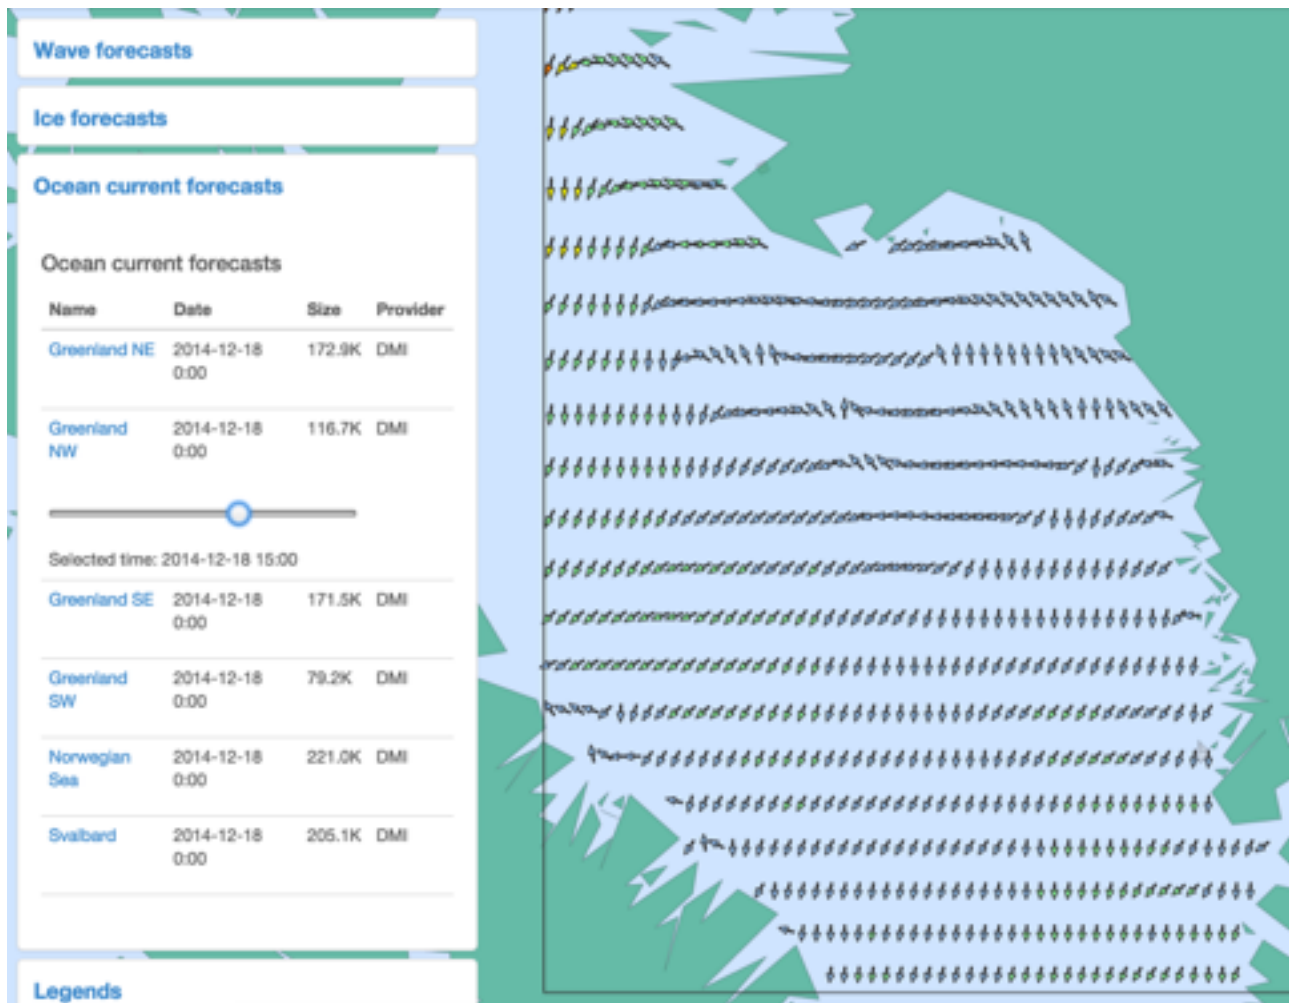 Wave forecasts
Ice forecasts
Ocean current forecasts
Ocean current forecasts
Name Date Size Provider
Greenland NE 2014-12-18 172.9K DMI
0:00
Greenland 2014-12-18 116.7K DMI
NW 0:00
Selected time: 2014-12-18 15:00
Greenland SE 2014-12-18 171.5K DMI
0:00
Greenland 2014-12-18 79.2K DMI
SW 0:00
Norwegian 2014-12-18 221.0K DMI
Sea 0:00
Svalbard 2014-12-18 205.1K DMI
0:00
Legends